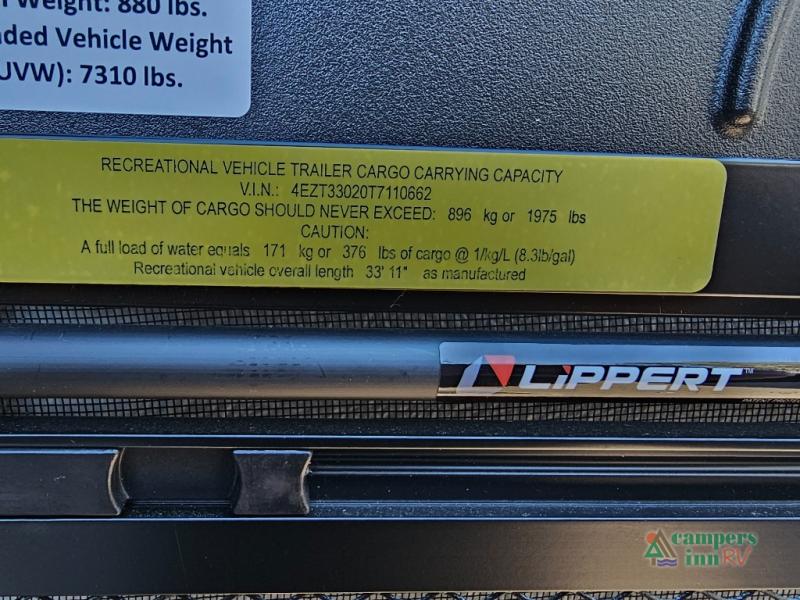 Weight: 880 lbs.
Vehicle Weight
UVW): 7310 lbs.
RECREATIONAL VEHICLE TRAILER CARGO CARRYING CAPACITY
V.I.N.: 4EZT33020T7110662
THE WEIGHT OF CARGO SHOULD NEVER EXCEED: 896 kg or 1975 lbs
CAUTION:
A full load of water equals 171 kg or 376 lbs of cargo @ 1/kg/L (8.3lb/gal)
Recreational vehicle overall length 33' 11" as manufactured
LiPPERT™
campers
inn RV